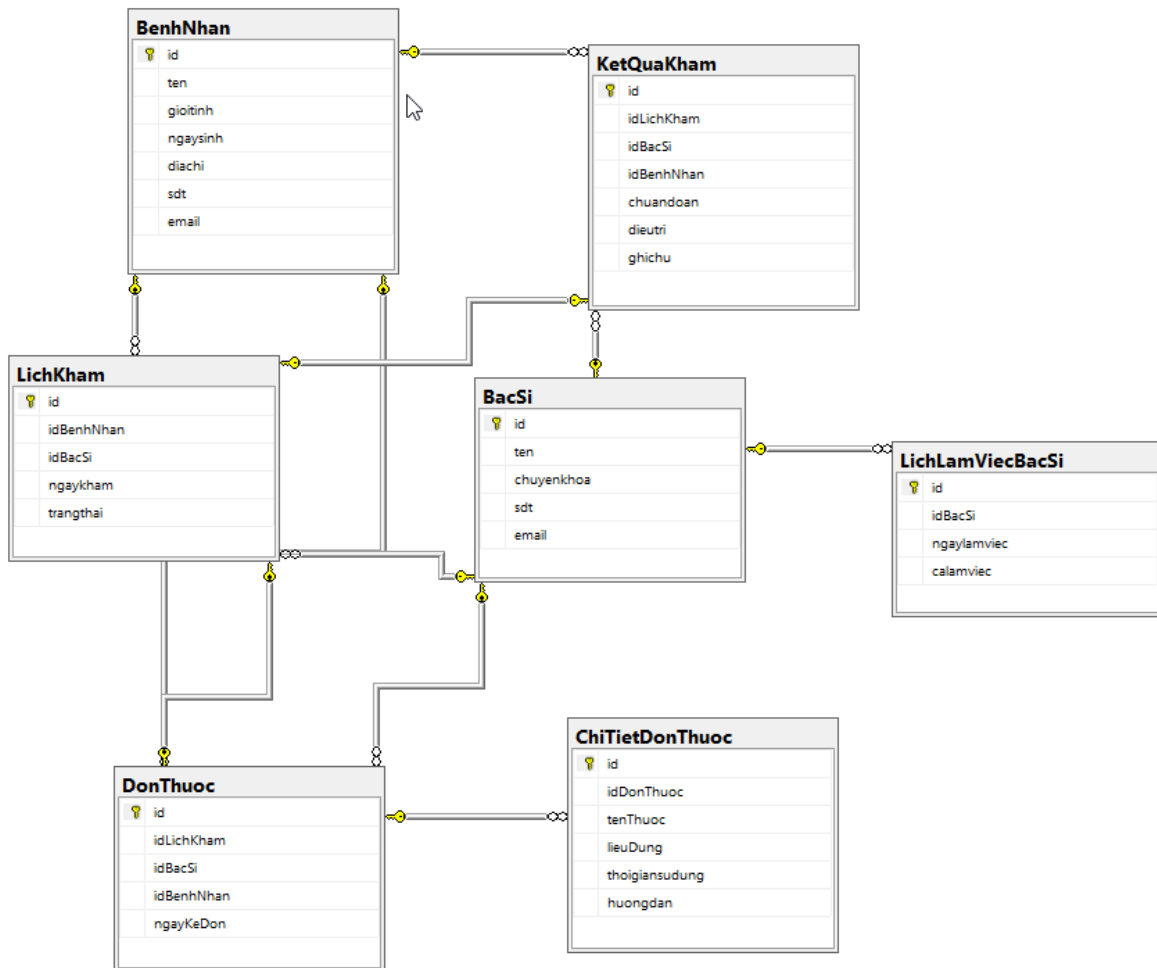 BenhNhan
id
ten
gioitinh
ngaysinh
diachi
sdt
email
KetQuaKham
id
idLichKham
idBacSi
idBenhNhan
chuandoan
dieutri
ghichu
LichKham
id
idBenhNhan
idBacSi
ngaykham
trangthai
BacSi
id
ten
chuyenkhoa
sdt
email
LichLamViecBacSi
id
idBacSi
ngaylamviec
calamviec
DonThuoc
id
idLichKham
idBacSi
idBenhNhan
ngayKeDon
ChiTietDonThuoc
id
idDonThuoc
tenThuoc
lieuDung
thoigiansudung
huongdan